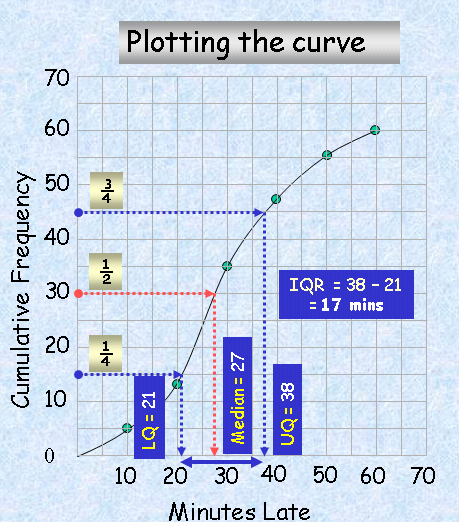 Plotting the curve
Cumulative Frequency
70
60
50
40
30
20
10
0
3/4
1/2
1/4
IQR = 38 - 21
= 17 mins
LQ = 21
Median = 27
UQ = 38
10 20 30 40 50 60 70
Minutes Late